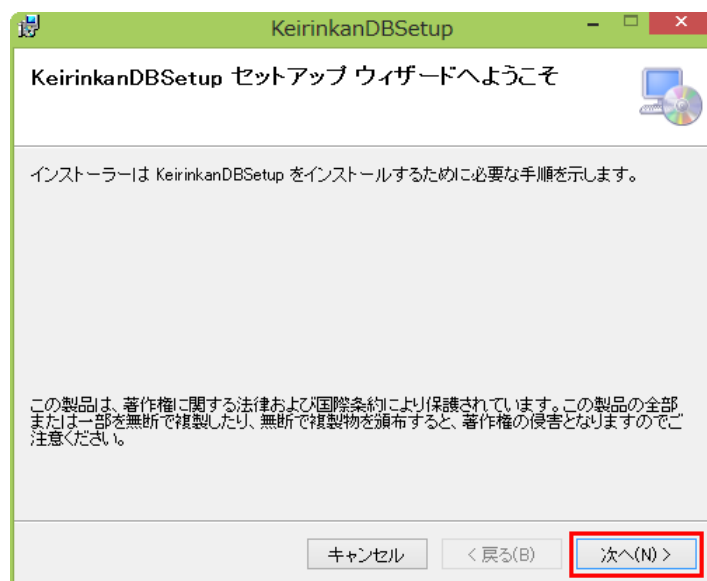 KeirinkanDBSetup
KeirinkanDBSetup セットアップ ウィザードへようこそ
インストーラーは KeirinkanDBSetup をインストールするために必要な手順を示します。
この製品は、著作権に関する法律および国際条約により保護されています。この製品の全部
または一部を無断で複製したり、無断で複製物を頒布すると、著作権の侵害となりますのでご
注意ください。
キャンセル
< 戻る(B)
次へ(N) >